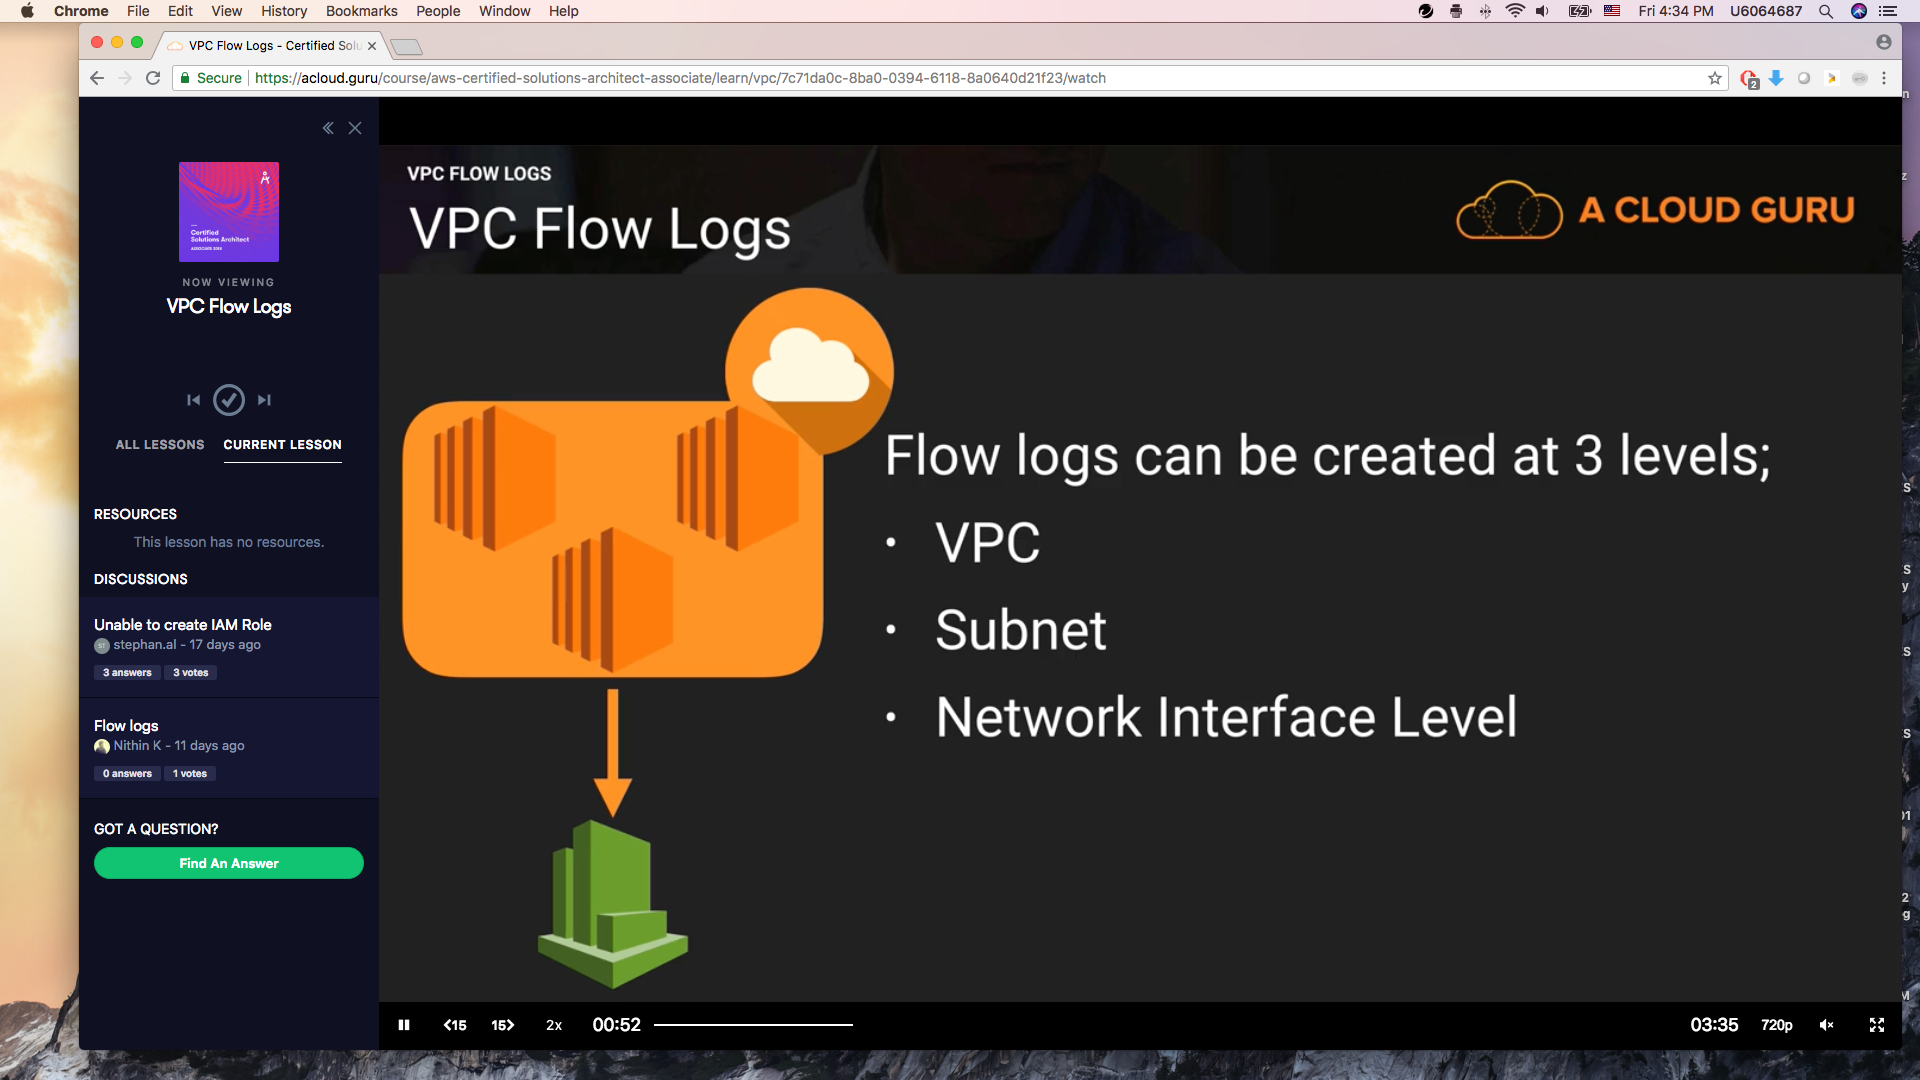 Chrome File Edit View History Bookmarks People Window Help
Fri 4:34 PM U6064687
VPC Flow Logs - Certified Solu
Secure https://acloud.guru/course/aws-certified-solutions-architect-associate/learn/vpc/7c71da0c-8ba0-0394-6118-8a0640d21f23/watch
2
Certified
Solutions Architect
NOW VIEWING
VPC Flow Logs
ALL LESSONS CURRENT LESSON
RESOURCES
This lesson has no resources.
DISCUSSIONS
Unable to create IAM Role
ST stephan.al - 17 days ago
3 answers 3 votes
Flow logs
Nithin K - 11 days ago
0 answers 1 votes
GOT A QUESTION?
Find An Answer
VPC FLOW LOGS
VPC Flow Logs
A CLOUD GURU
Flow logs can be created at 3 levels;
• VPC
• Subnet
• Network Interface Level
<15 15> 2x 00:52 03:35 720p